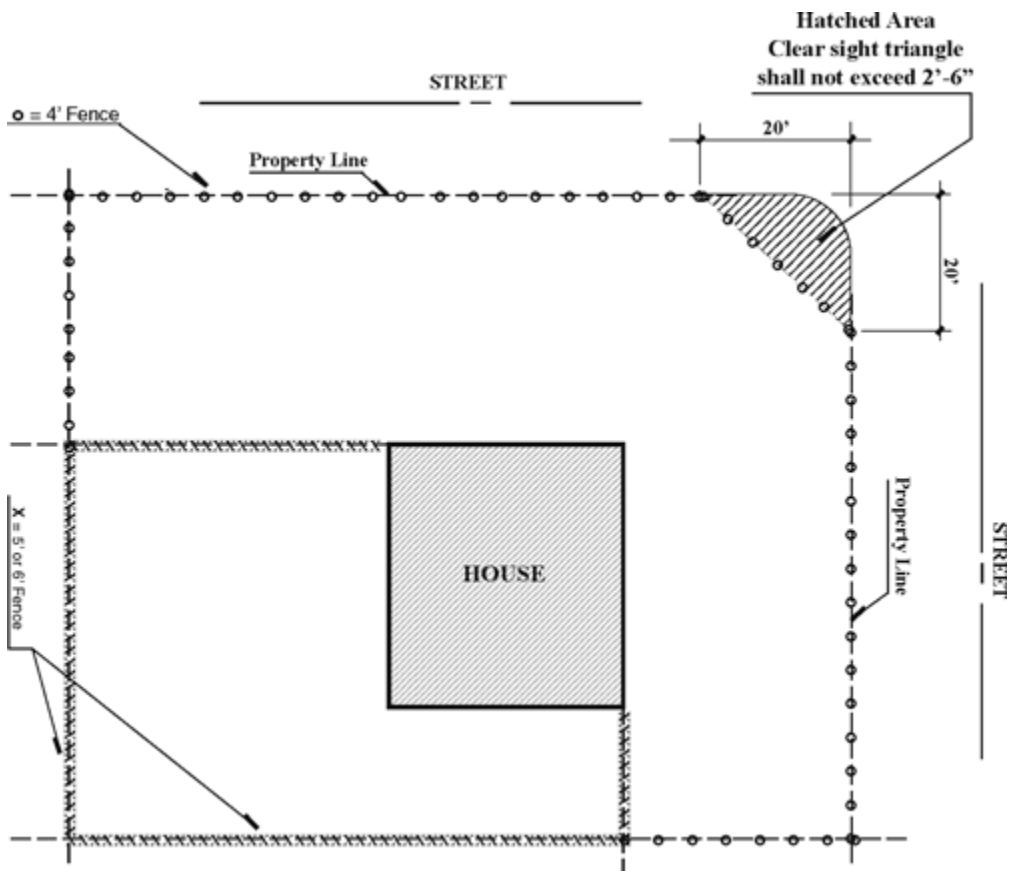 Hatched Area
Clear sight triangle
shall not exceed 2’-6”
STREET
o = 4' Fence
20’
Property Line
20’
HOUSE
Property Line
STREET
X = 5' or 6' Fence